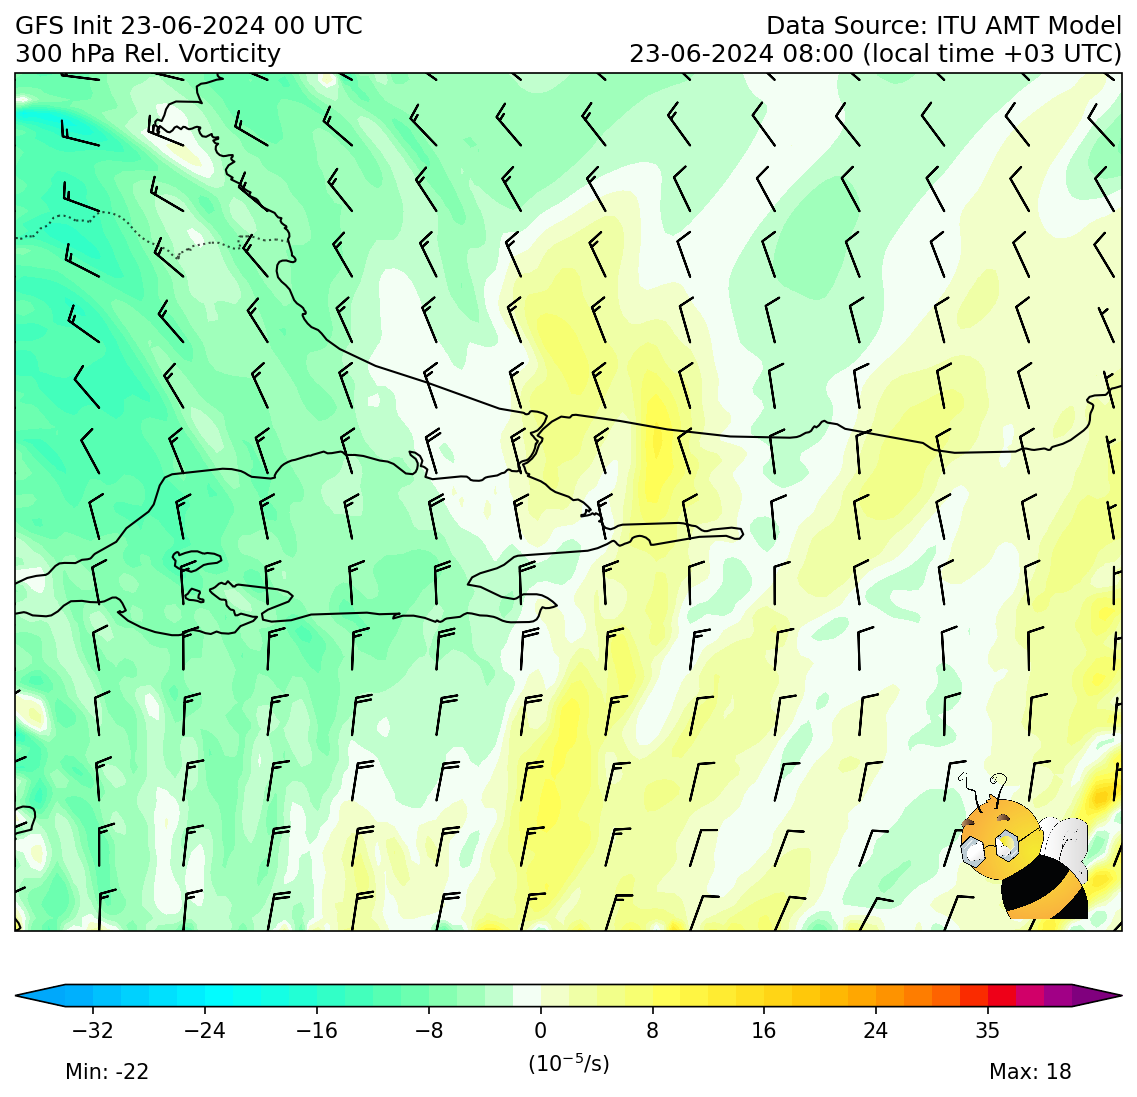 GFS Init 23-06-2024 00 UTC
Data Source: ITU AMT Model
300 hPa Rel. Vorticity
23-06-2024 08:00 (local time +03 UTC)
−32 −24 −16 −8 0 8 16 24 35
(10⁻⁵/s)
Min: -22
Max: 18